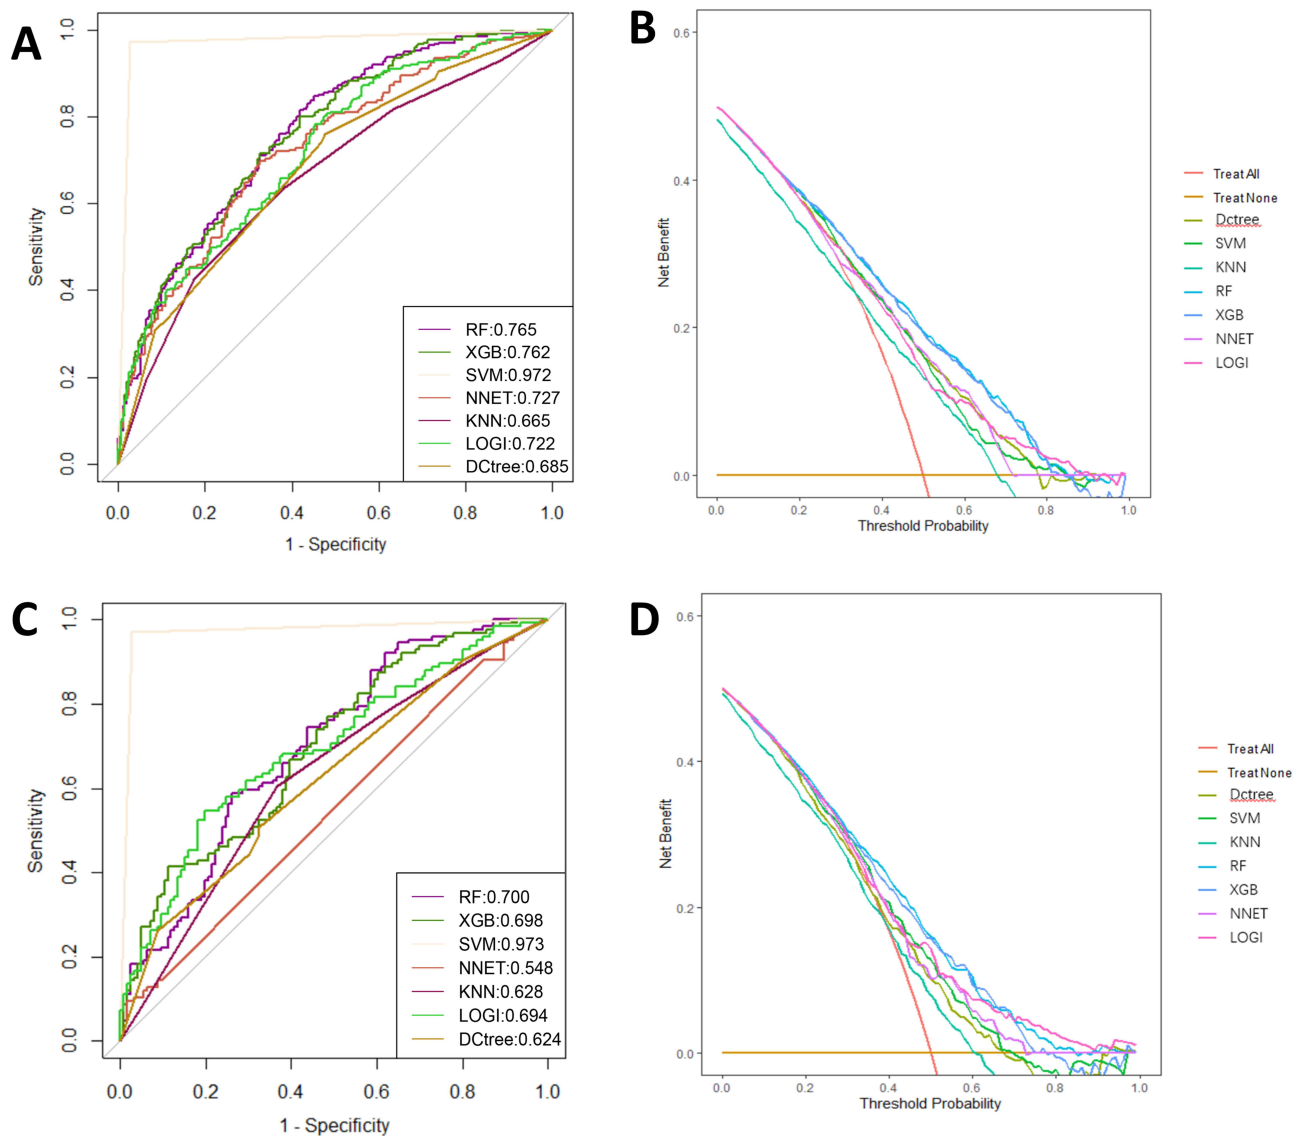 A
1.0
0.8
0.6
0.4
0.2
0.0
Sensitivity
RF:0.765
XGB:0.762
SVM:0.972
NNET:0.727
KNN:0.665
LOGI:0.722
DCtree:0.685
0.0 0.2 0.4 0.6 0.8 1.0
1 - Specificity
B
0.6
0.4
0.2
0.0
Net Benefit
0.0 0.2 0.4 0.6 0.8 1.0
Threshold Probability
Treat All
Treat None
Dctree
SVM
KNN
RF
XGB
NNET
LOGI
C
1.0
0.8
0.6
0.4
0.2
0.0
Sensitivity
RF:0.700
XGB:0.698
SVM:0.973
NNET:0.548
KNN:0.628
LOGI:0.694
DCtree:0.624
0.0 0.2 0.4 0.6 0.8 1.0
1 - Specificity
D
0.6
0.4
0.2
0.0
Net Benefit
0.0 0.2 0.4 0.6 0.8 1.0
Threshold Probability
Treat All
Treat None
Dctree
SVM
KNN
RF
XGB
NNET
LOGI